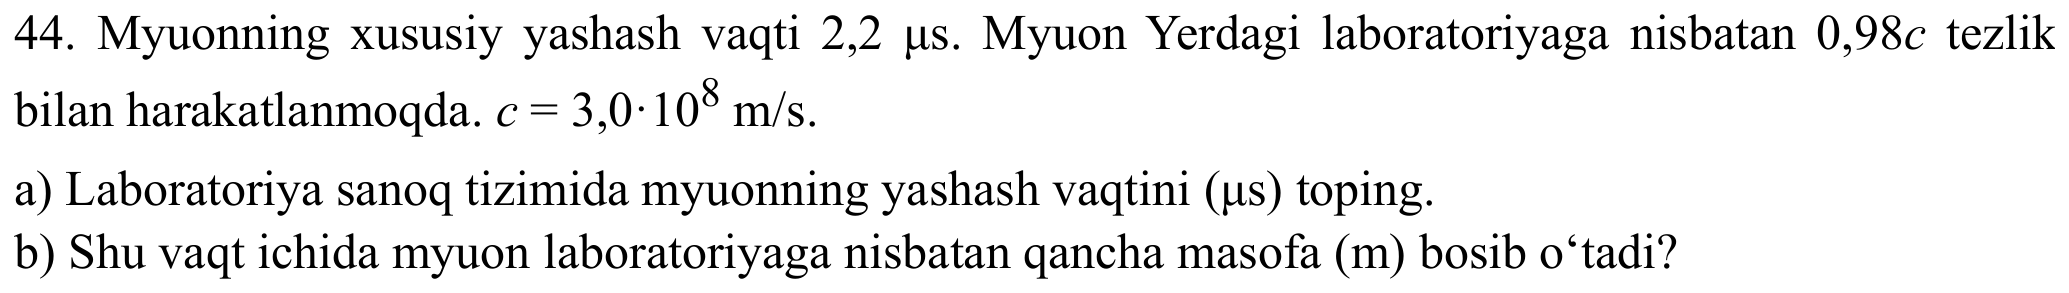 44. Myuonning xususiy yashash vaqti 2,2 μs. Myuon Yerdagi laboratoriyaga nisbatan 0,98c tezlik
bilan harakatlanmoqda. c = 3,0·10⁸ m/s.
a) Laboratoriya sanoq tizimida myuonning yashash vaqtini (μs) toping.
b) Shu vaqt ichida myuon laboratoriyaga nisbatan qancha masofa (m) bosib o‘tadi?